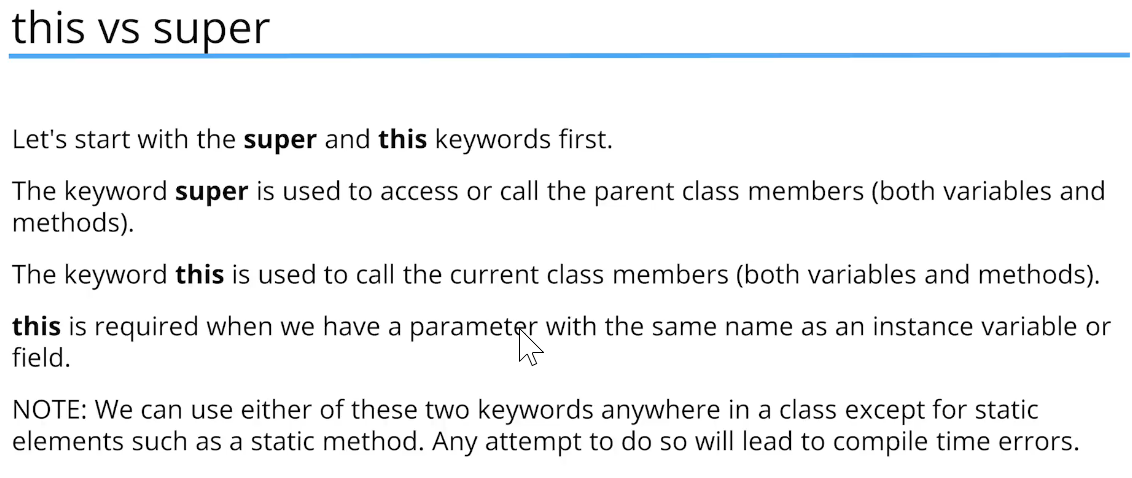 this vs super
Let's start with the super and this keywords first.
The keyword super is used to access or call the parent class members (both variables and
methods).
The keyword this is used to call the current class members (both variables and methods).
this is required when we have a parameter with the same name as an instance variable or
field.
NOTE: We can use either of these two keywords anywhere in a class except for static
elements such as a static method. Any attempt to do so will lead to compile time errors.